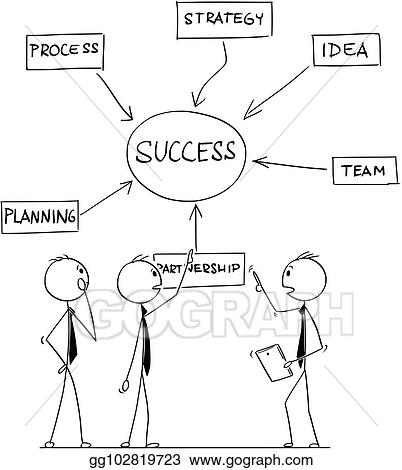 STRATEGY
PROCESS
IDEA
SUCCESS
TEAM
PLANNING
PARTNERSHIP
GOGRAPH
gg102819723 www.gograph.com